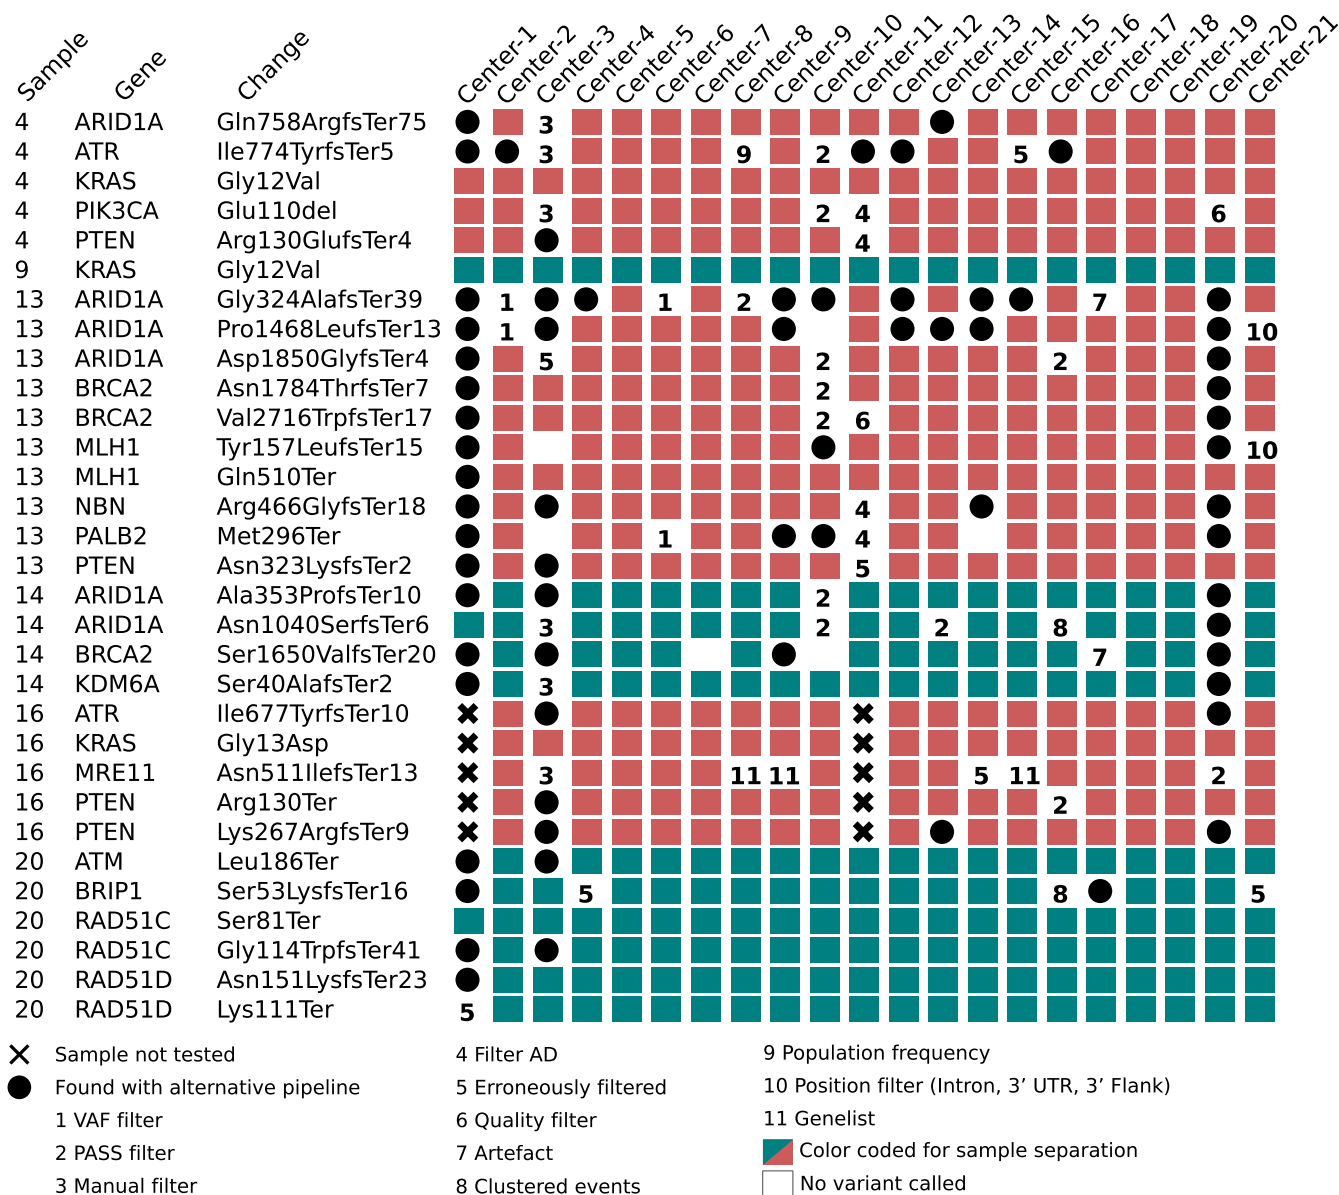 Sample Gene Change Center-1 Center-2 Center-3 Center-4 Center-5 Center-6 Center-7 Center-8 Center-9 Center-10 Center-11 Center-12 Center-13 Center-14 Center-15 Center-16 Center-17 Center-18 Center-19 Center-20 Center-21
4 ARID1A Gln758ArgfsTer75 3
4 ATR Ile774TyrfsTer5 3 9 2 5
4 KRAS Gly12Val
4 PIK3CA Glu110del 3 2 4 6
4 PTEN Arg130GlufsTer4 4
9 KRAS Gly12Val
13 ARID1A Gly324AlafsTer39 1 1 2 7
13 ARID1A Pro1468LeufsTer13 1 10
13 ARID1A Asp1850GlyfsTer4 5 2 2
13 BRCA2 Asn1784ThrfsTer7 2
13 BRCA2 Val2716TrpfsTer17 2 6
13 MLH1 Tyr157LeufsTer15 10
13 MLH1 Gln510Ter
13 NBN Arg466GlyfsTer18 4
13 PALB2 Met296Ter 1 4
13 PTEN Asn323LysfsTer2 5
14 ARID1A Ala353ProfsTer10 2
14 ARID1A Asn1040SerfsTer6 3 2 2 8
14 BRCA2 Ser1650ValfsTer20 7
14 KDM6A Ser40AlafsTer2 3
16 ATR Ile677TyrfsTer10
16 KRAS Gly13Asp
16 MRE11 Asn511IlefsTer13 3 11 11 5 11 2
16 PTEN Arg130Ter 2
16 PTEN Lys267ArgfsTer9
20 ATM Leu186Ter
20 BRIP1 Ser53LysfsTer16 5 8 5
20 RAD51C Ser81Ter
20 RAD51C Gly114TrpfsTer41
20 RAD51D Asn151LysfsTer23
20 RAD51D Lys111Ter 5
Sample not tested
Found with alternative pipeline
1 VAF filter
2 PASS filter
3 Manual filter
4 Filter AD
5 Erroneously filtered
6 Quality filter
7 Artefact
8 Clustered events
9 Population frequency
10 Position filter (Intron, 3’ UTR, 3’ Flank)
11 Genelist
Color coded for sample separation
No variant called